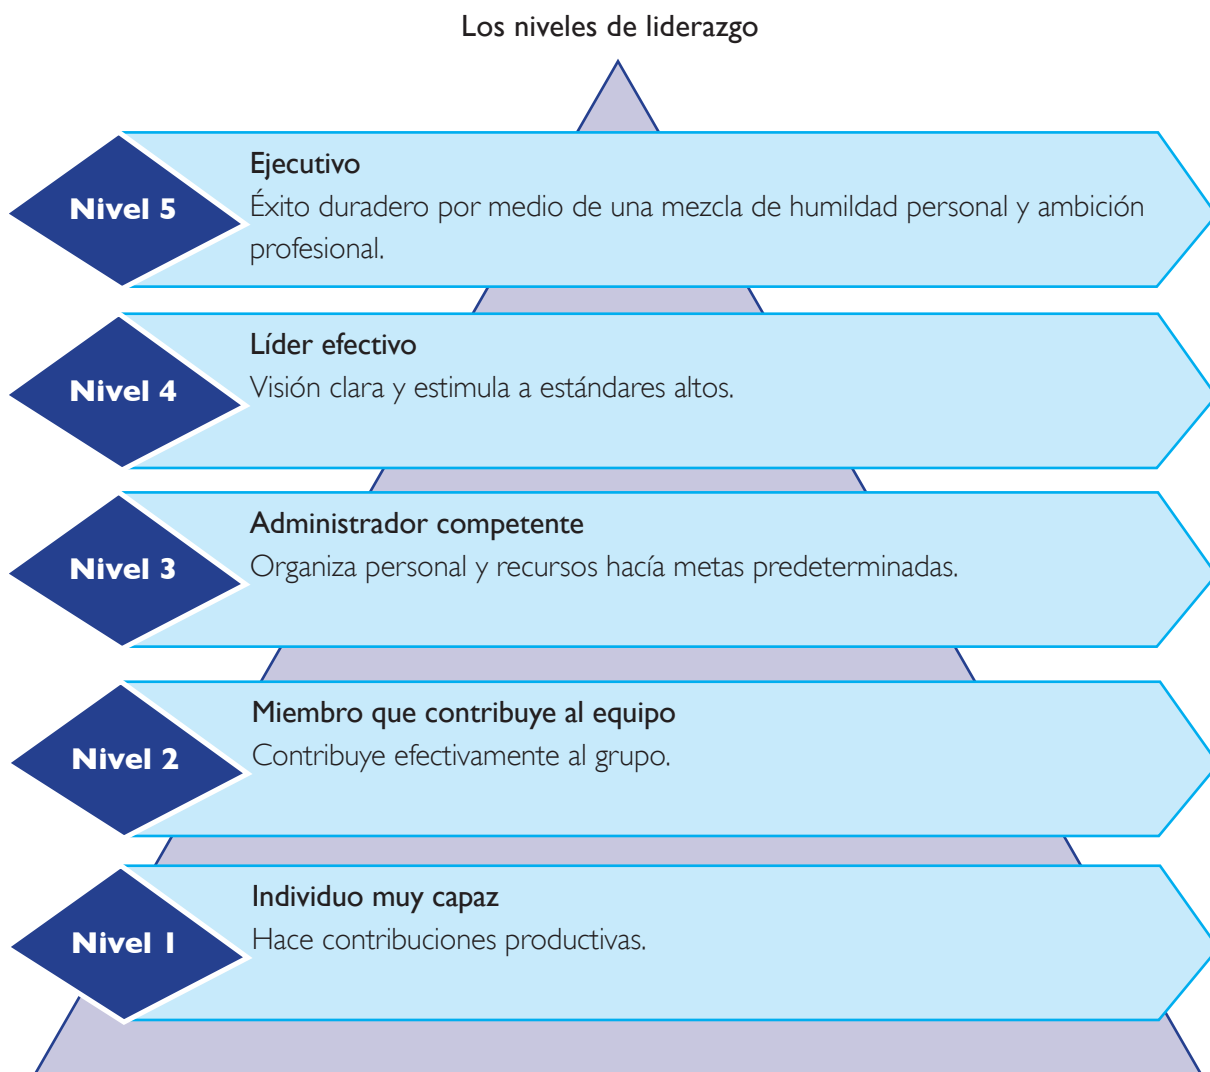 Los niveles de liderazgo
Nivel 5
Ejecutivo
Éxito duradero por medio de una mezcla de humildad personal y ambición
profesional.
Nivel 4
Líder efectivo
Visión clara y estimula a estándares altos.
Nivel 3
Administrador competente
Organiza personal y recursos hacía metas predeterminadas.
Nivel 2
Miembro que contribuye al equipo
Contribuye efectivamente al grupo.
Nivel 1
Individuo muy capaz
Hace contribuciones productivas.